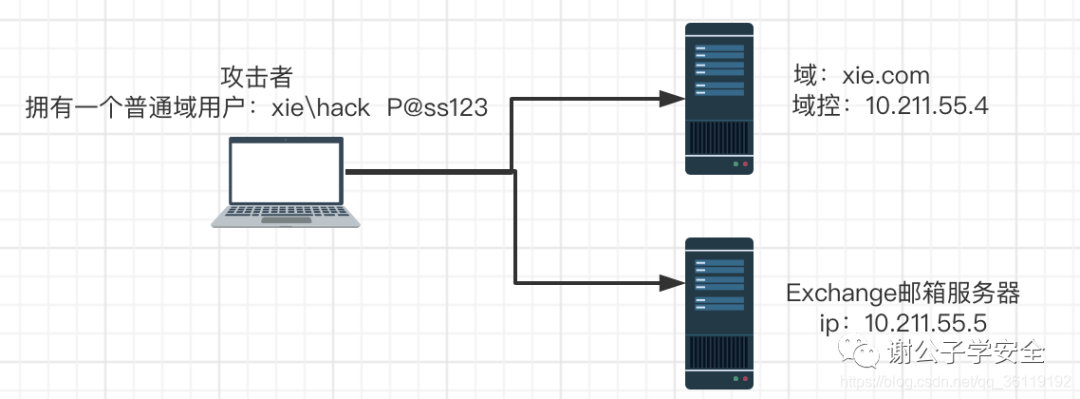 攻击者
拥有一个普通域用户：xie\hack P@ss123
域：xie.com
域控：10.211.55.4
Exchange邮箱服务器
ip：10.211.55.5
谢公子学安全
https://blog.csdn.net/qq_36119192